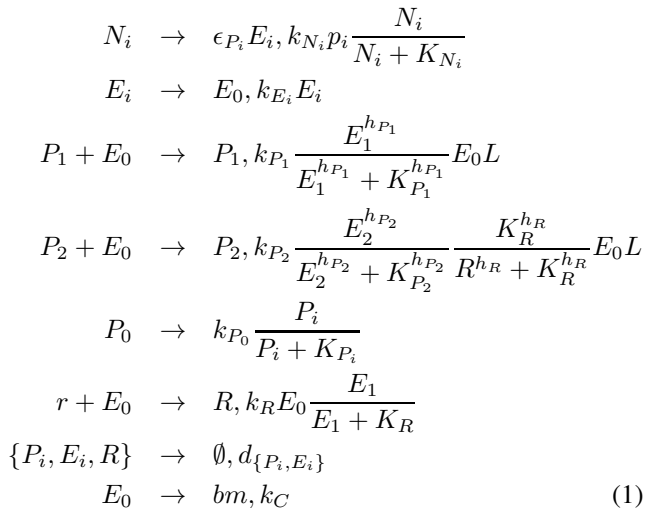 N_i → ϵ_{P_i} E_i, k_{N_i} p_i \frac{N_i}{N_i + K_{N_i}}
E_i → E_0, k_{E_i} E_i
P_1 + E_0 → P_1, k_{P_1} \frac{E_1^{h_{P_1}}}{E_1^{h_{P_1}} + K_{P_1}^{h_{P_1}}} E_0 L
P_2 + E_0 → P_2, k_{P_2} \frac{E_2^{h_{P_2}}}{E_2^{h_{P_2}} + K_{P_2}^{h_{P_2}}} \frac{K_R^{h_R}}{R^{h_R} + K_R^{h_R}} E_0 L
P_0 → k_{P_0} \frac{P_i}{P_i + K_{P_i}}
r + E_0 → R, k_R E_0 \frac{E_1}{E_1 + K_R}
{P_i, E_i, R} → ∅, d_{\{P_i, E_i\}}
E_0 → bm, k_C (1)